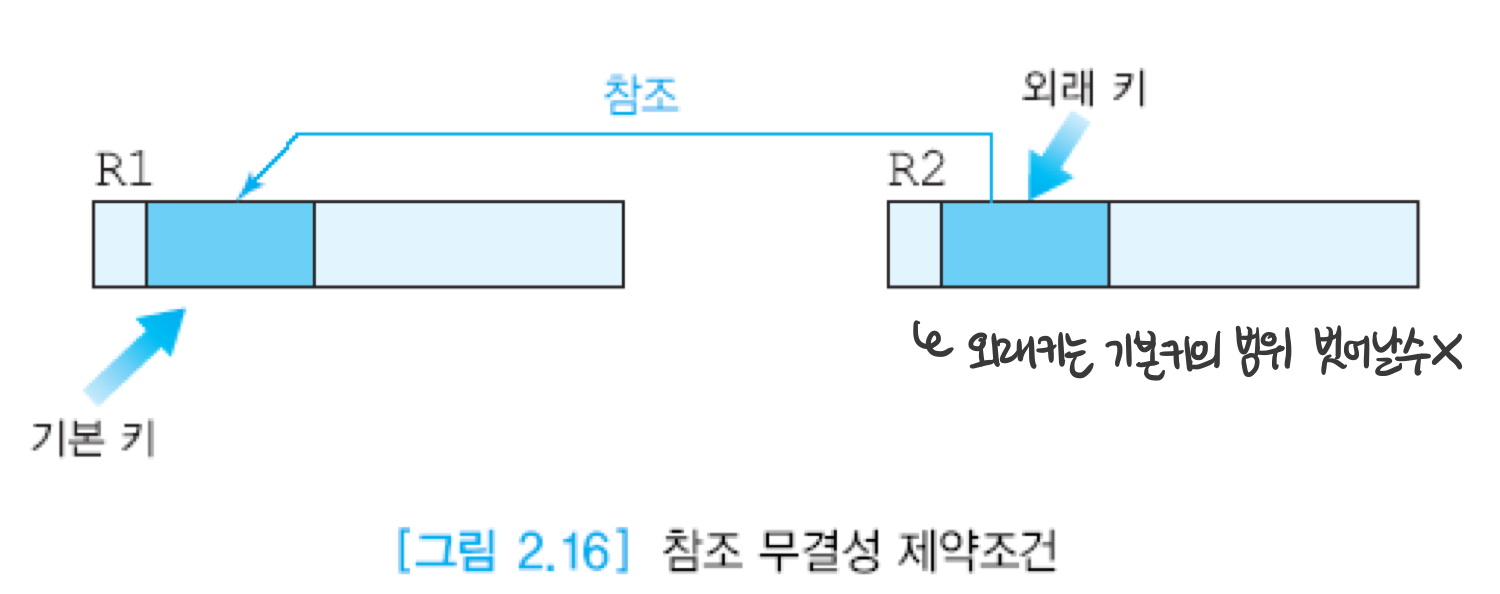 참조
외래 키
R1
R2
↳ 외래키는 기본키의 범위 벗어날수X
기본 키
[그림 2.16] 참조 무결성 제약조건